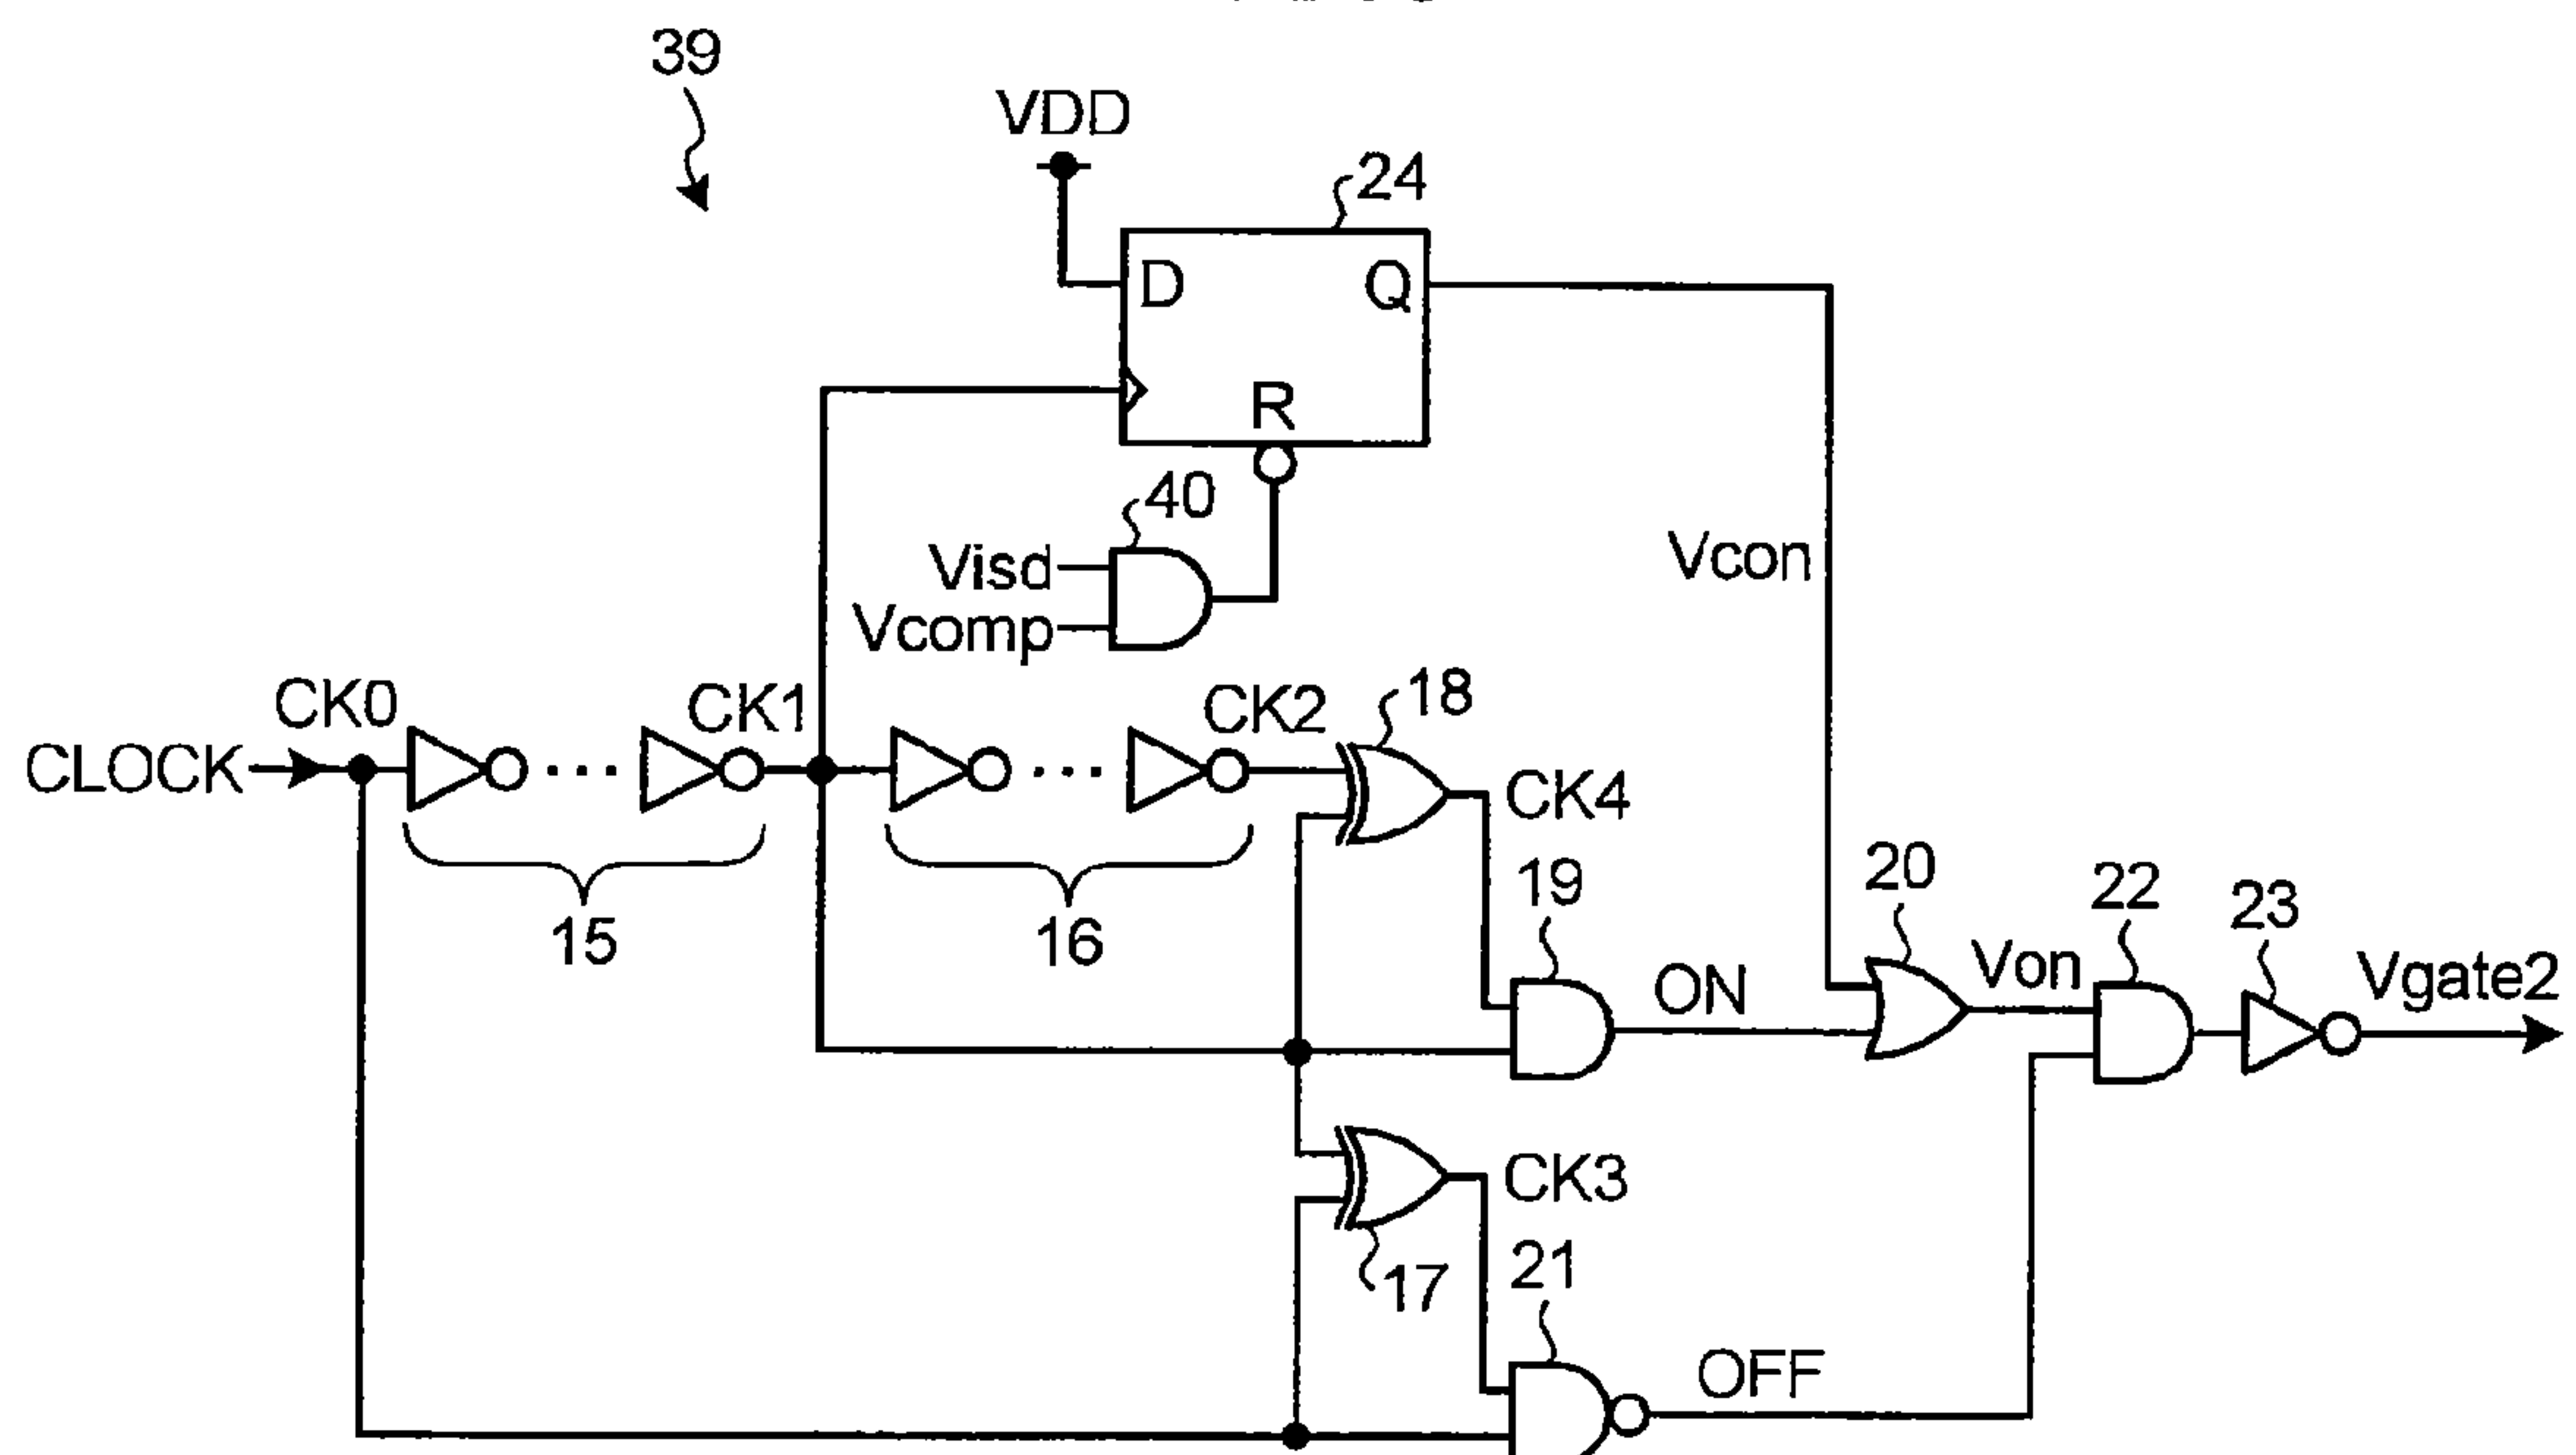 39
VDD
24
D
Q
R
40
Visd
Vcomp
Vcon
CK0
CK1
CK2
18
CLOCK
CK4
15
16
19
20
22
23
ON
Von
Vgate2
CK3
17
21
OFF